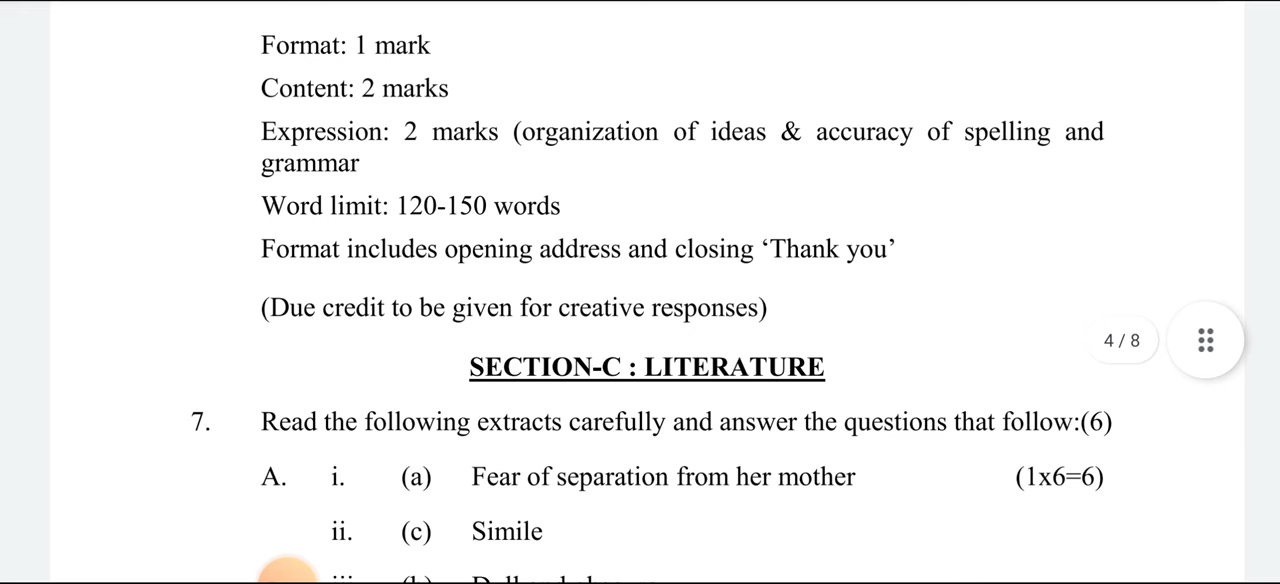 Format: 1 mark
Content: 2 marks
Expression: 2 marks (organization of ideas & accuracy of spelling and
grammar
Word limit: 120-150 words
Format includes opening address and closing ‘Thank you’
(Due credit to be given for creative responses)
4 / 8
SECTION-C : LITERATURE
7. Read the following extracts carefully and answer the questions that follow:(6)
A. i. (a) Fear of separation from her mother (1x6=6)
ii. (c) Simile